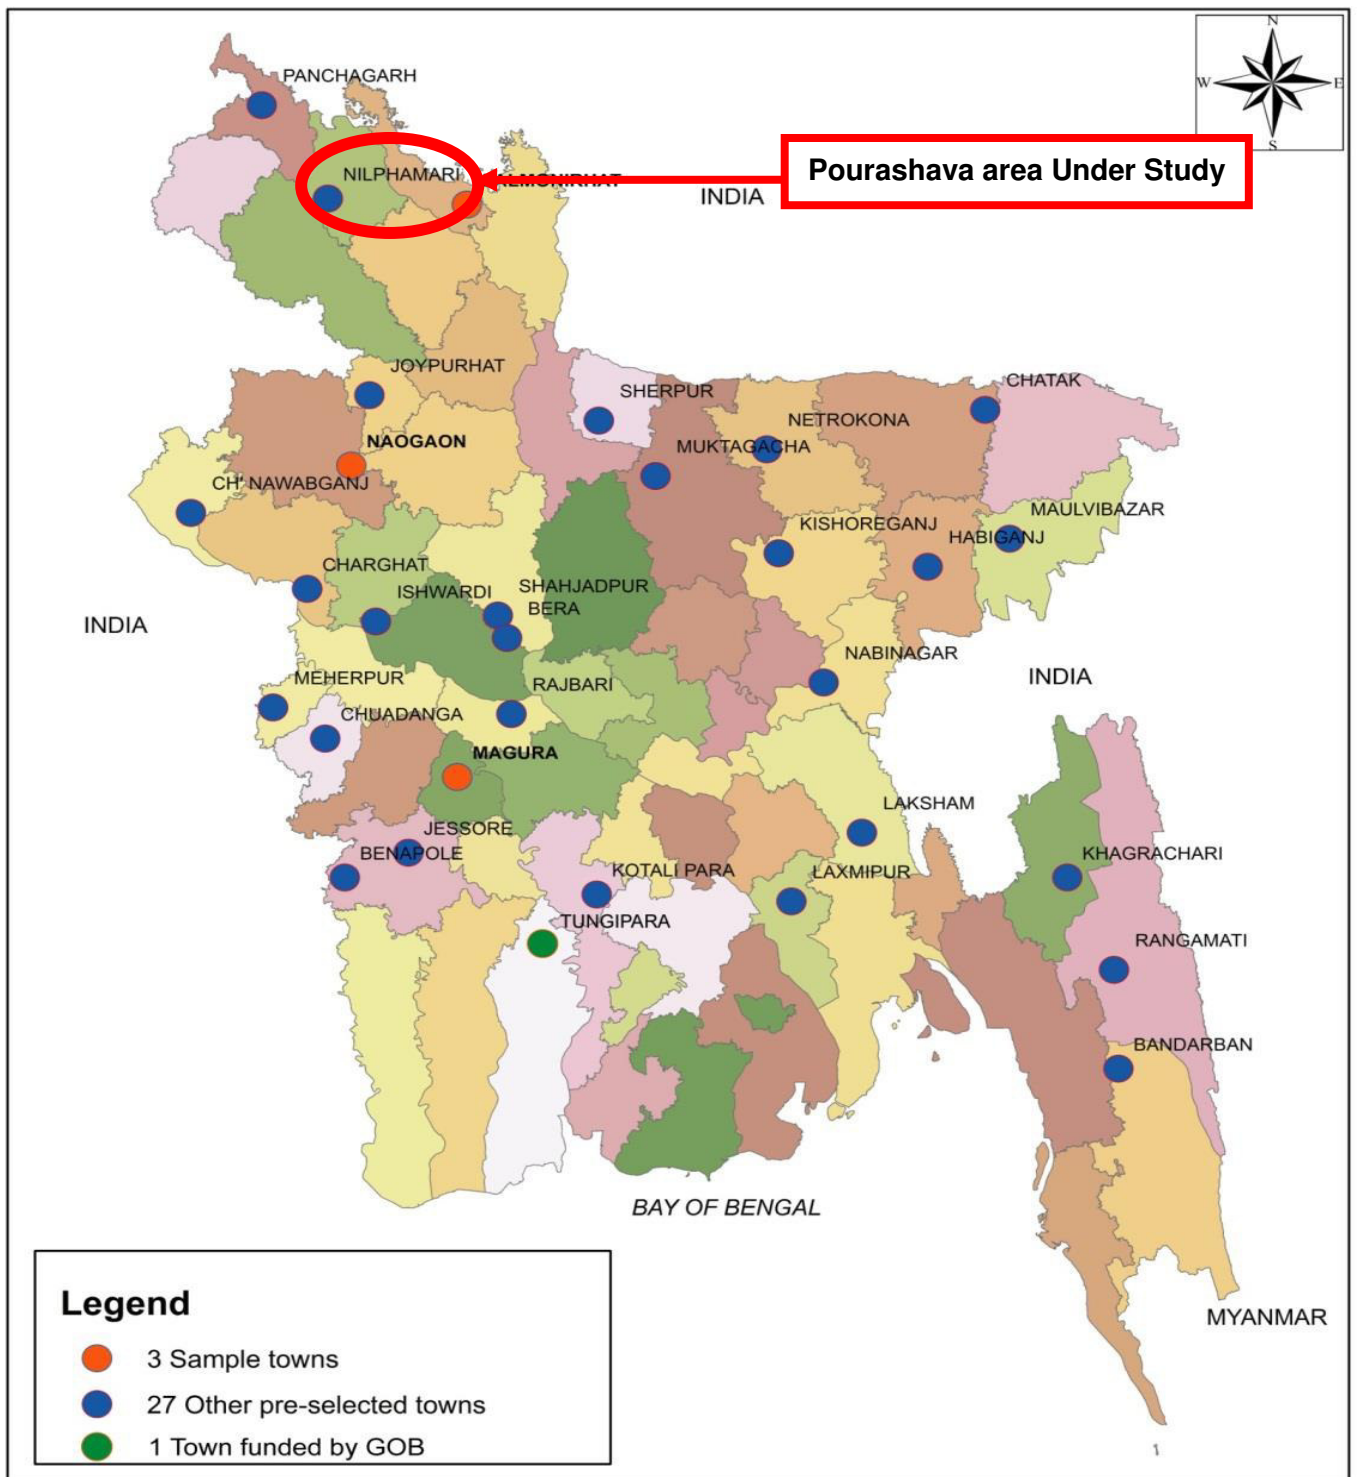 N
PANCHAGARH
W
E
S
Pourashava area Under Study
NILPHAMARI
ALMONIRHAT
INDIA
JOYPURHAT
SHERPUR
CHATAK
NETROKONA
NAOGAON
MUKTAGACHA
CH' NAWABGANJ
MAULVIBAZAR
KISHOREGANJ
HABIGANJ
CHARGHAT
ISHWARDI
SHAHJADPUR
BERA
INDIA
NABINAGAR
MEHERPUR
RAJBARI
INDIA
CHUADANGA
MAGURA
LAKSHAM
JESSORE
BENAPOLE
KHAGRACHARI
KOTALI PARA
LAXMIPUR
TUNGIPARA
RANGAMATI
BANDARBAN
BAY OF BENGAL
MYANMAR
Legend
3 Sample towns
27 Other pre-selected towns
1 Town funded by GOB